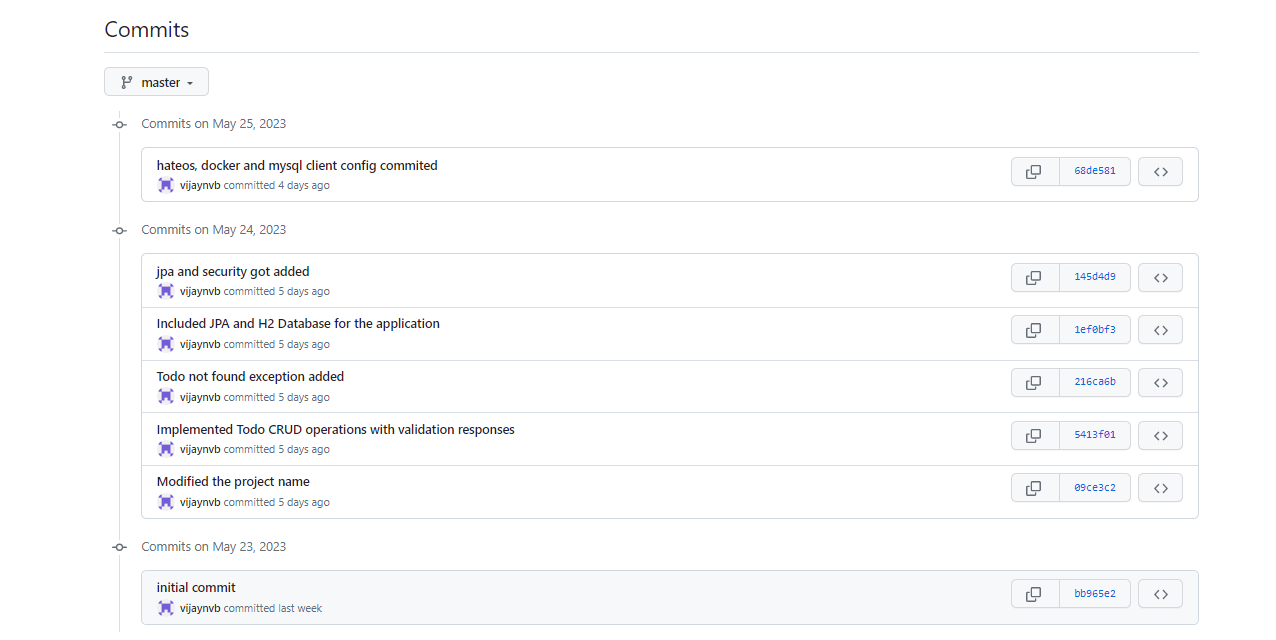 Commits
master
Commits on May 25, 2023
hateos, docker and mysql client config commited
68de581
vijaynvb committed 4 days ago
Commits on May 24, 2023
jpa and security got added
145d4d9
vijaynvb committed 5 days ago
Included JPA and H2 Database for the application
1ef0bf3
vijaynvb committed 5 days ago
Todo not found exception added
216ca6b
vijaynvb committed 5 days ago
Implemented Todo CRUD operations with validation responses
5413f01
vijaynvb committed 5 days ago
Modified the project name
09ce3c2
vijaynvb committed 5 days ago
Commits on May 23, 2023
initial commit
bb965e2
vijaynvb committed last week